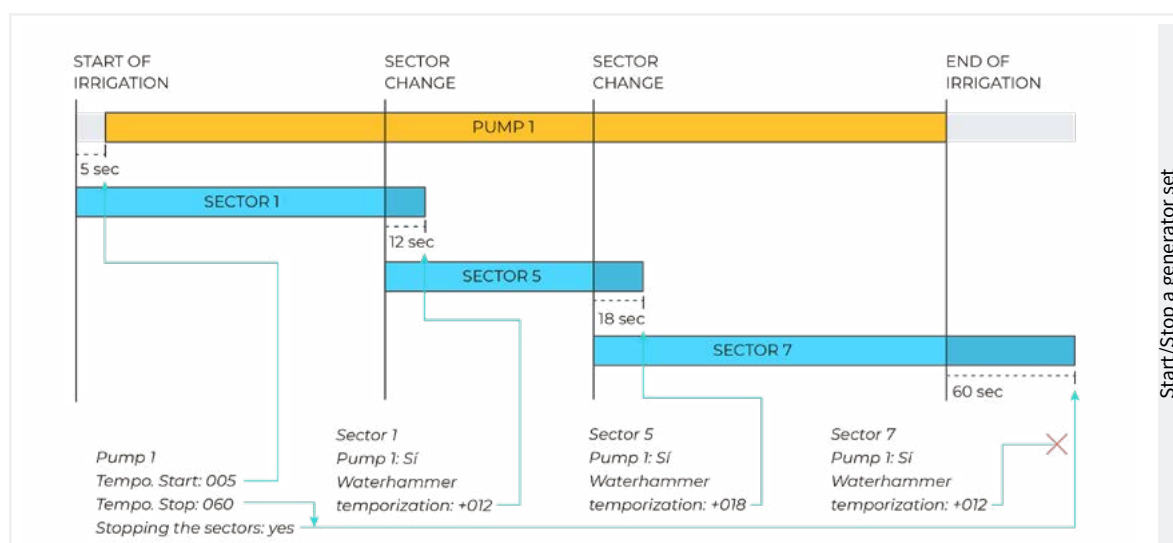 START OF
IRRIGATION
SECTOR
CHANGE
SECTOR
CHANGE
END OF
IRRIGATION
PUMP 1
5 sec
SECTOR 1
12 sec
SECTOR 5
18 sec
SECTOR 7
60 sec
Pump 1
Tempo. Start: 005
Tempo. Stop: 060
Stopping the sectors: yes
Sector 1
Pump 1: Sí
Waterhammer
temporization: +012
Sector 5
Pump 1: Sí
Waterhammer
temporization: +018
Sector 7
Pump 1: Sí
Waterhammer
temporization: +012
Start/Stop a generator set